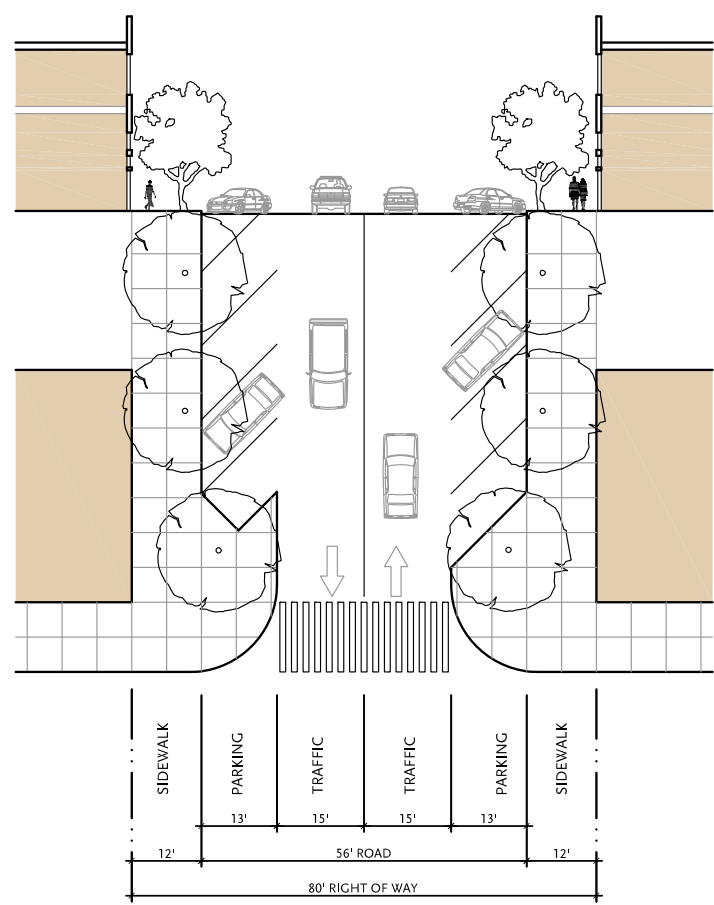 SIDEWALK
PARKING
TRAFFIC
TRAFFIC
PARKING
SIDEWALK
13'
15'
15'
13'
12'
56' ROAD
12'
80' RIGHT OF WAY